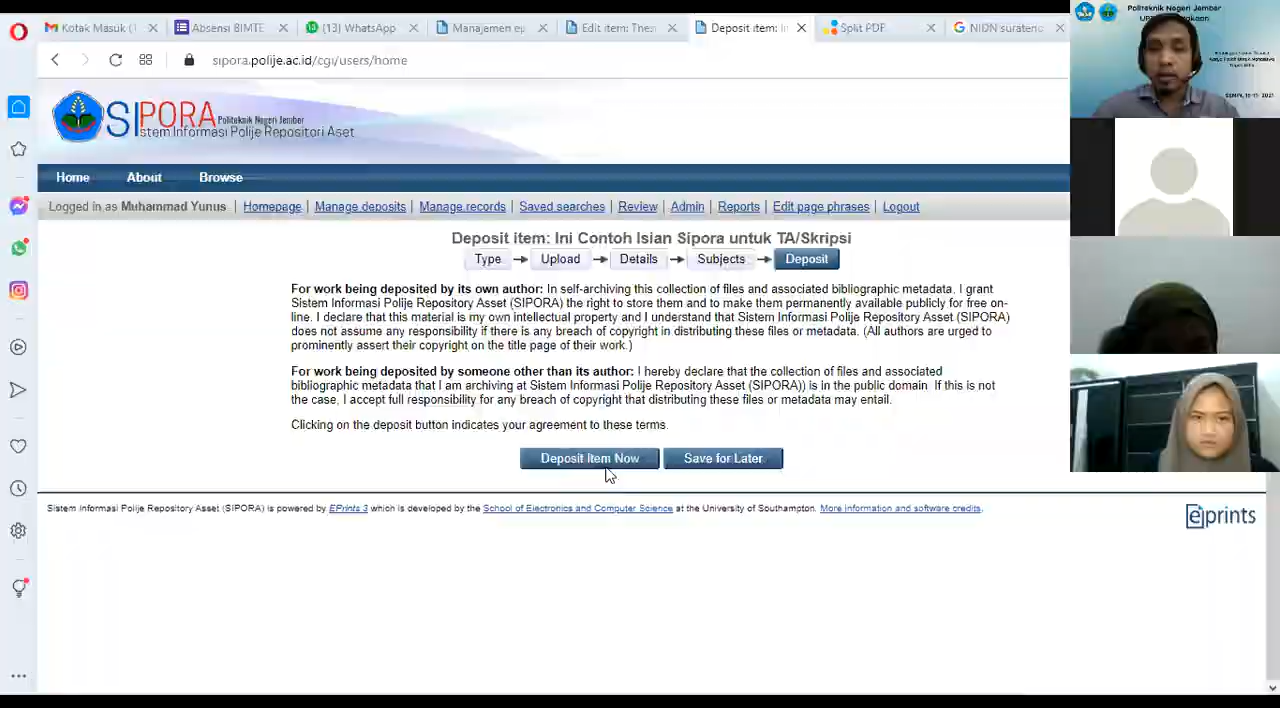 Kotak Masuk (
Absensi BIMTE
(13) WhatsApp
Manajemen ep
Edit item: Thes
Deposit item: I
Split PDF
NIDN suratend
sipora.polije.ac.id/cgi/users/home
Politeknik Negeri Jember
SIPORA Politeknik Negeri Jember
Sistem Informasi Polije Repositori Aset
Home About Browse
Logged in as Muhammad Yunus | Homepage | Manage deposits | Manage records | Saved searches | Review | Admin | Reports | Edit page phrases | Logout
Deposit item: Ini Contoh Isian Sipora untuk TA/Skripsi
Type Upload Details Subjects Deposit
For work being deposited by its own author: In self-archiving this collection of files and associated bibliographic metadata, I grant
Sistem Informasi Polije Repository Asset (SIPORA) the right to store them and to make them permanently available publicly for free on-
line. I declare that this material is my own intellectual property and I understand that Sistem Informasi Polije Repository Asset (SIPORA)
does not assume any responsibility if there is any breach of copyright in distributing these files or metadata. (All authors are urged to
prominently assert their copyright on the title page of their work.)
For work being deposited by someone other than its author: I hereby declare that the collection of files and associated
bibliographic metadata that I am archiving at Sistem Informasi Polije Repository Asset (SIPORA)) is in the public domain. If this is not
the case, I accept full responsibility for any breach of copyright that distributing these files or metadata may entail.
Clicking on the deposit button indicates your agreement to these terms.
Deposit Item Now Save for Later
Sistem Informasi Polije Repository Asset (SIPORA) is powered by EPrints 3 which is developed by the School of Electronics and Computer Science at the University of Southampton. More information and software credits.
eprints